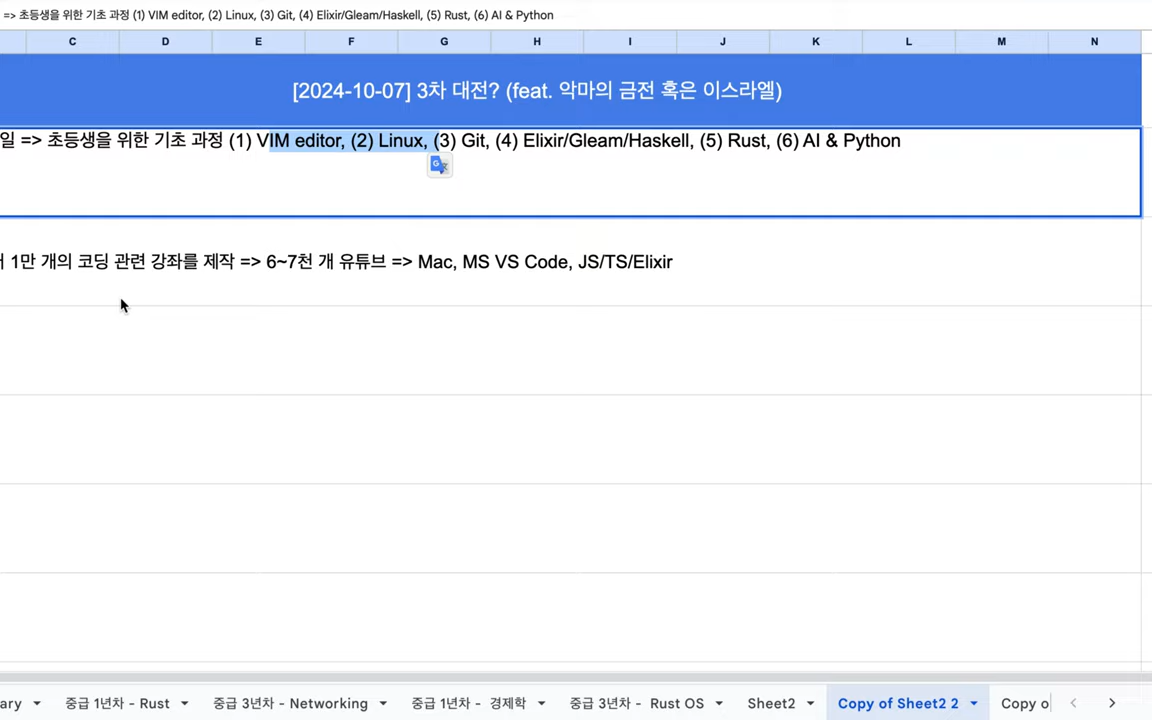 => 초등생을 위한 기초 과정 (1) VIM editor, (2) Linux, (3) Git, (4) Elixir/Gleam/Haskell, (5) Rust, (6) AI & Python
C D E F G H I J K L M N
[2024-10-07] 3차 대전? (feat. 악마의 금전 혹은 이스라엘)
일 => 초등생을 위한 기초 과정 (1) VIM editor, (2) Linux, (3) Git, (4) Elixir/Gleam/Haskell, (5) Rust, (6) AI & Python
1만 개의 코딩 관련 강좌를 제작 => 6~7천 개 유튜브 => Mac, MS VS Code, JS/TS/Elixir
ary 중급 1년차 - Rust 중급 3년차 - Networking 중급 1년차 - 경제학 중급 3년차 - Rust OS Sheet2 Copy of Sheet2 2 Copy o